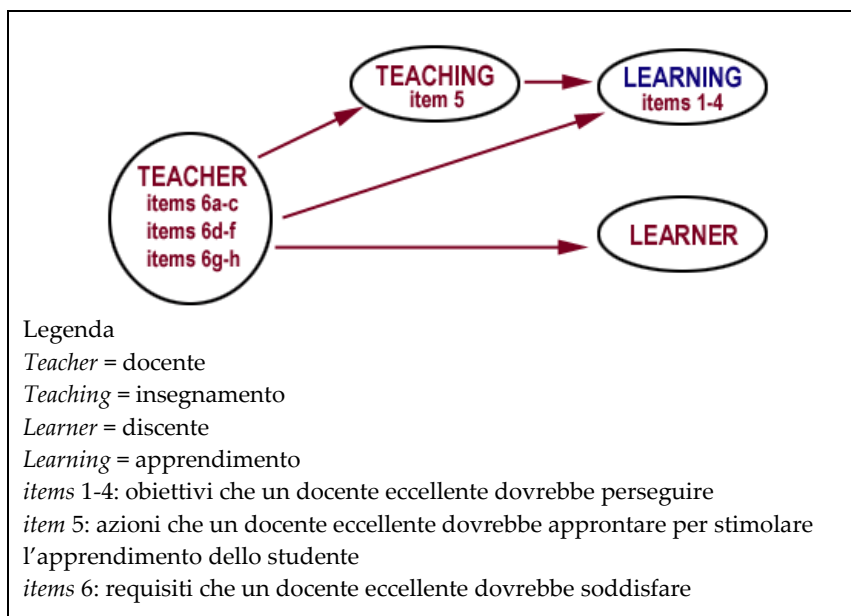 TEACHING
item 5
LEARNING
items 1-4
TEACHER
items 6a-c
items 6d-f
items 6g-h
LEARNER
Legenda
Teacher = docente
Teaching = insegnamento
Learner = discente
Learning = apprendimento
items 1-4: obiettivi che un docente eccellente dovrebbe perseguire
item 5: azioni che un docente eccellente dovrebbe approntare per stimolare
l’apprendimento dello studente
items 6: requisiti che un docente eccellente dovrebbe soddisfare